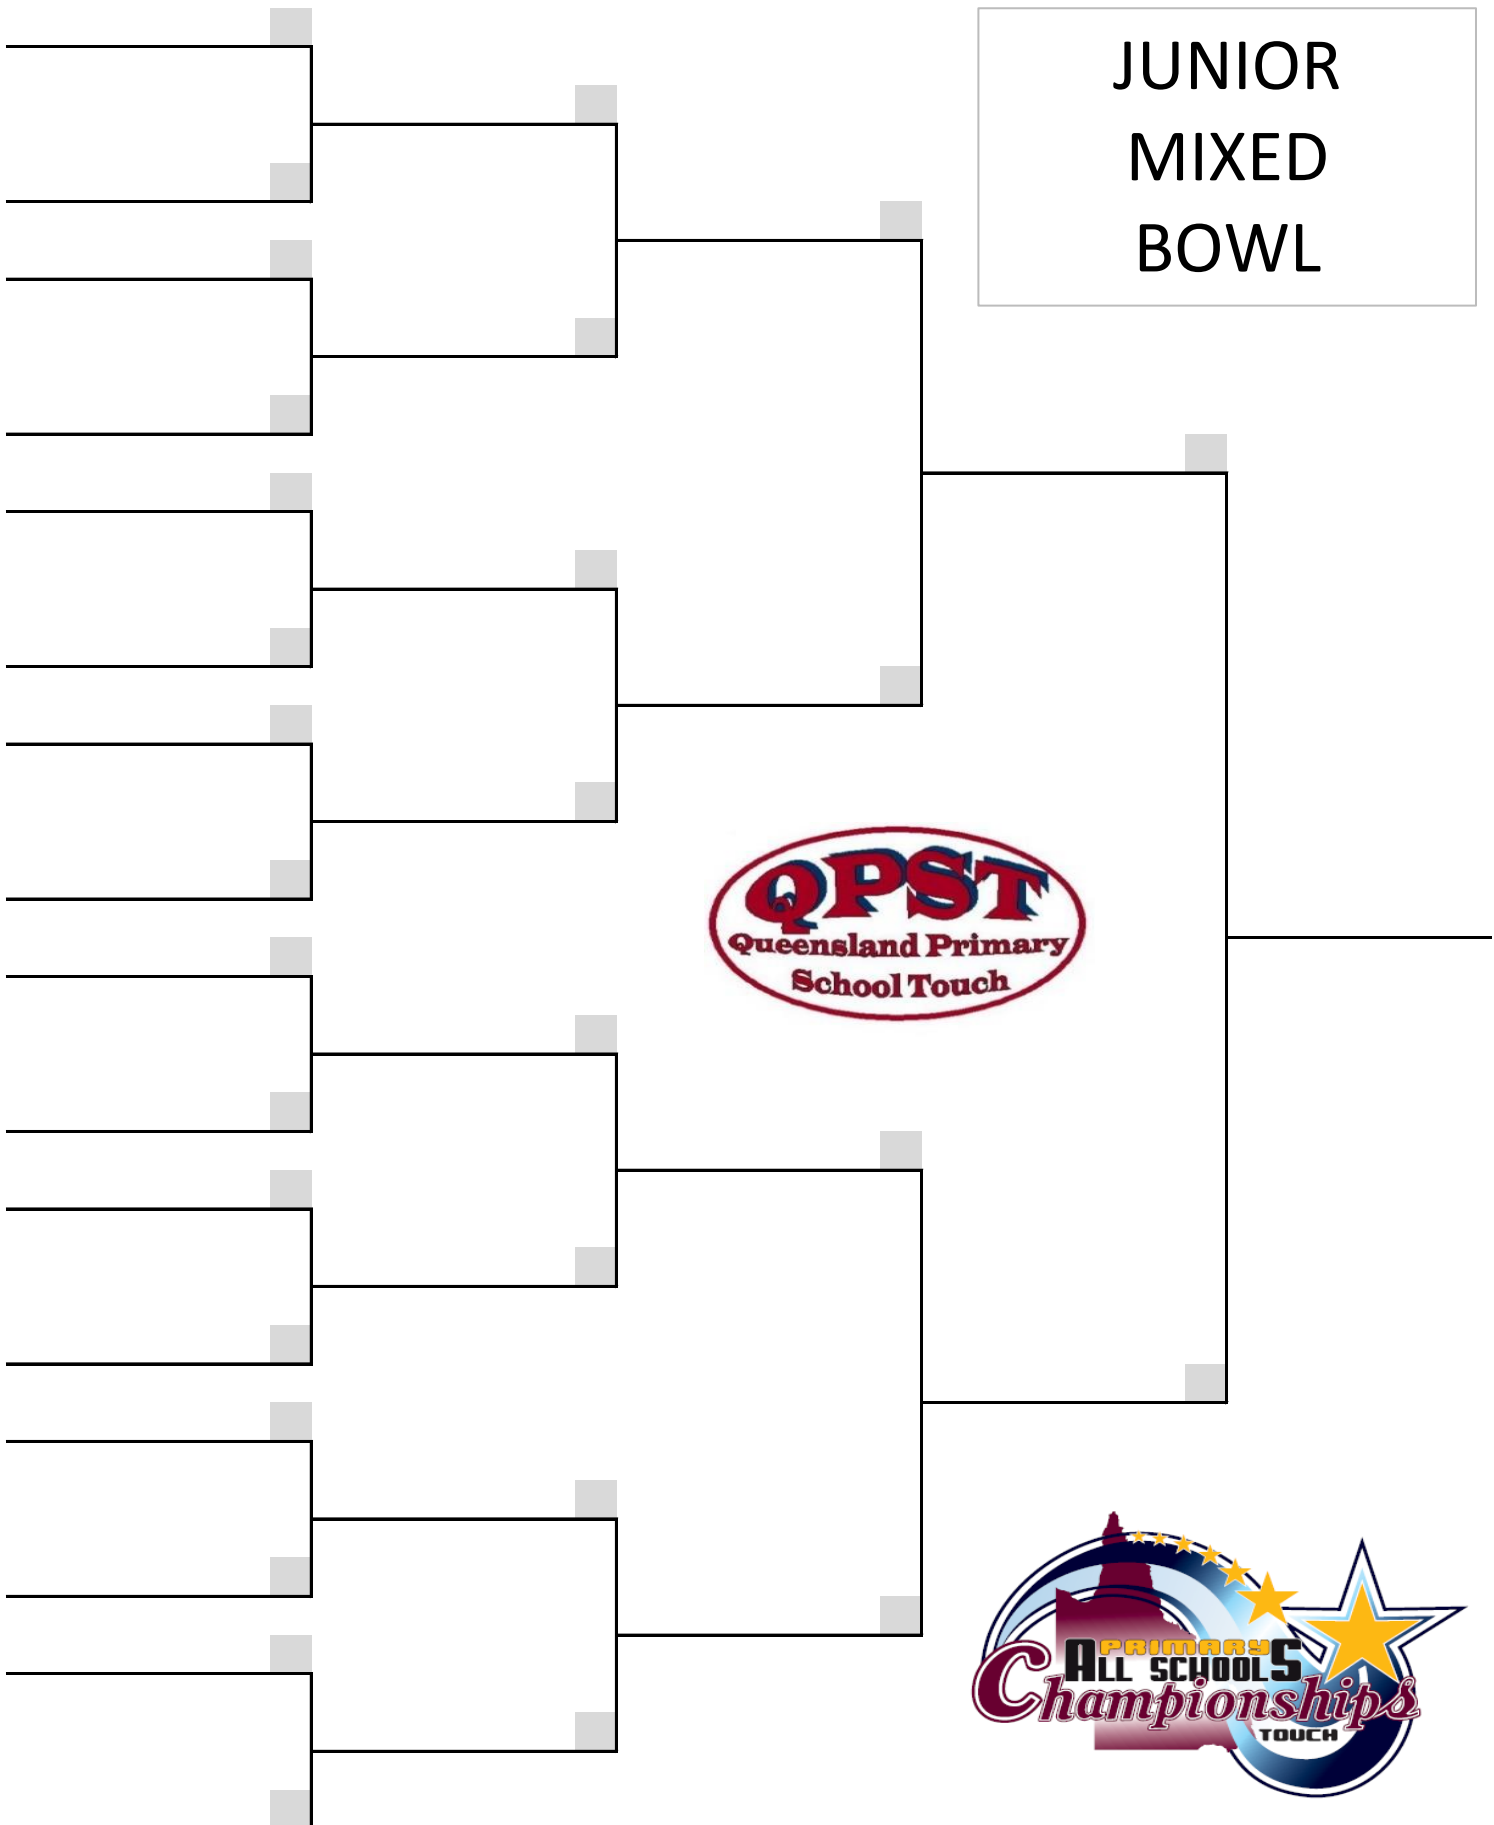 JUNIOR
MIXED
BOWL
QPST
Queensland Primary
School Touch
PRIMARY
ALL SCHOOLS
Championships
TOUCH